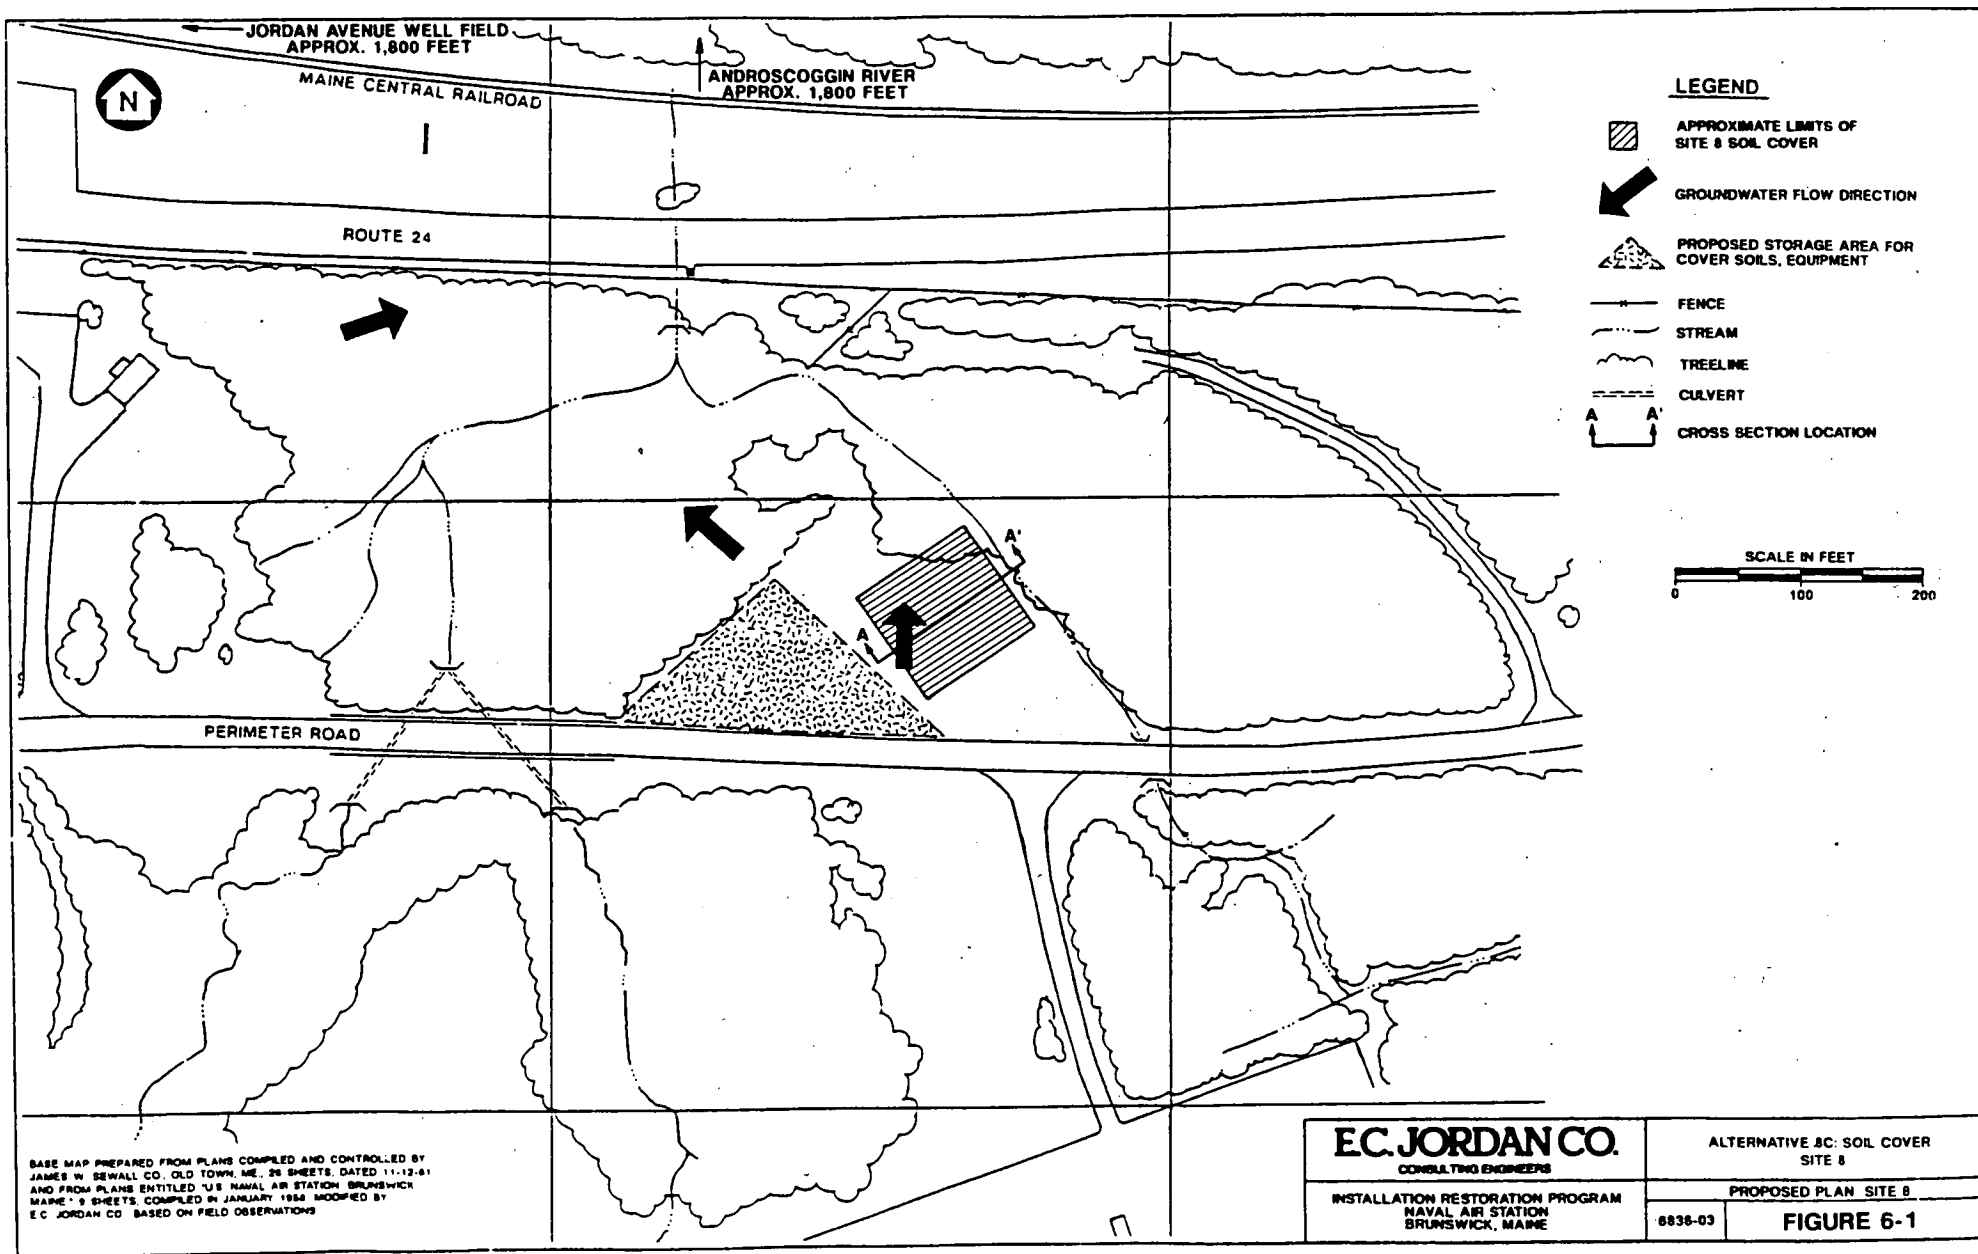 JORDAN AVENUE WELL FIELD
APPROX. 1,800 FEET
MAINE CENTRAL RAILROAD
N
ANDROSCOGGIN RIVER
APPROX. 1,800 FEET
ROUTE 24
A'
A
PERIMETER ROAD
LEGEND
APPROXIMATE LIMITS OF
SITE 8 SOIL COVER
GROUNDWATER FLOW DIRECTION
PROPOSED STORAGE AREA FOR
COVER SOILS, EQUIPMENT
FENCE
STREAM
TREELINE
CULVERT
A A'
CROSS SECTION LOCATION
SCALE IN FEET
0 100 200
BASE MAP PREPARED FROM PLANS COMPILED AND CONTROLLED BY
JAMES W SEWALL CO, OLD TOWN, ME., 26 SHEETS, DATED 11-12-81
AND FROM PLANS ENTITLED "US NAVAL AIR STATION BRUNSWICK
MAINE" 9 SHEETS, COMPILED IN JANUARY 1984 MODIFIED BY
E C JORDAN CO BASED ON FIELD OBSERVATIONS
E.C. JORDAN CO.
CONSULTING ENGINEERS
INSTALLATION RESTORATION PROGRAM
NAVAL AIR STATION
BRUNSWICK, MAINE
ALTERNATIVE 8C: SOIL COVER
SITE 8
PROPOSED PLAN SITE 8
6836-03
FIGURE 6-1